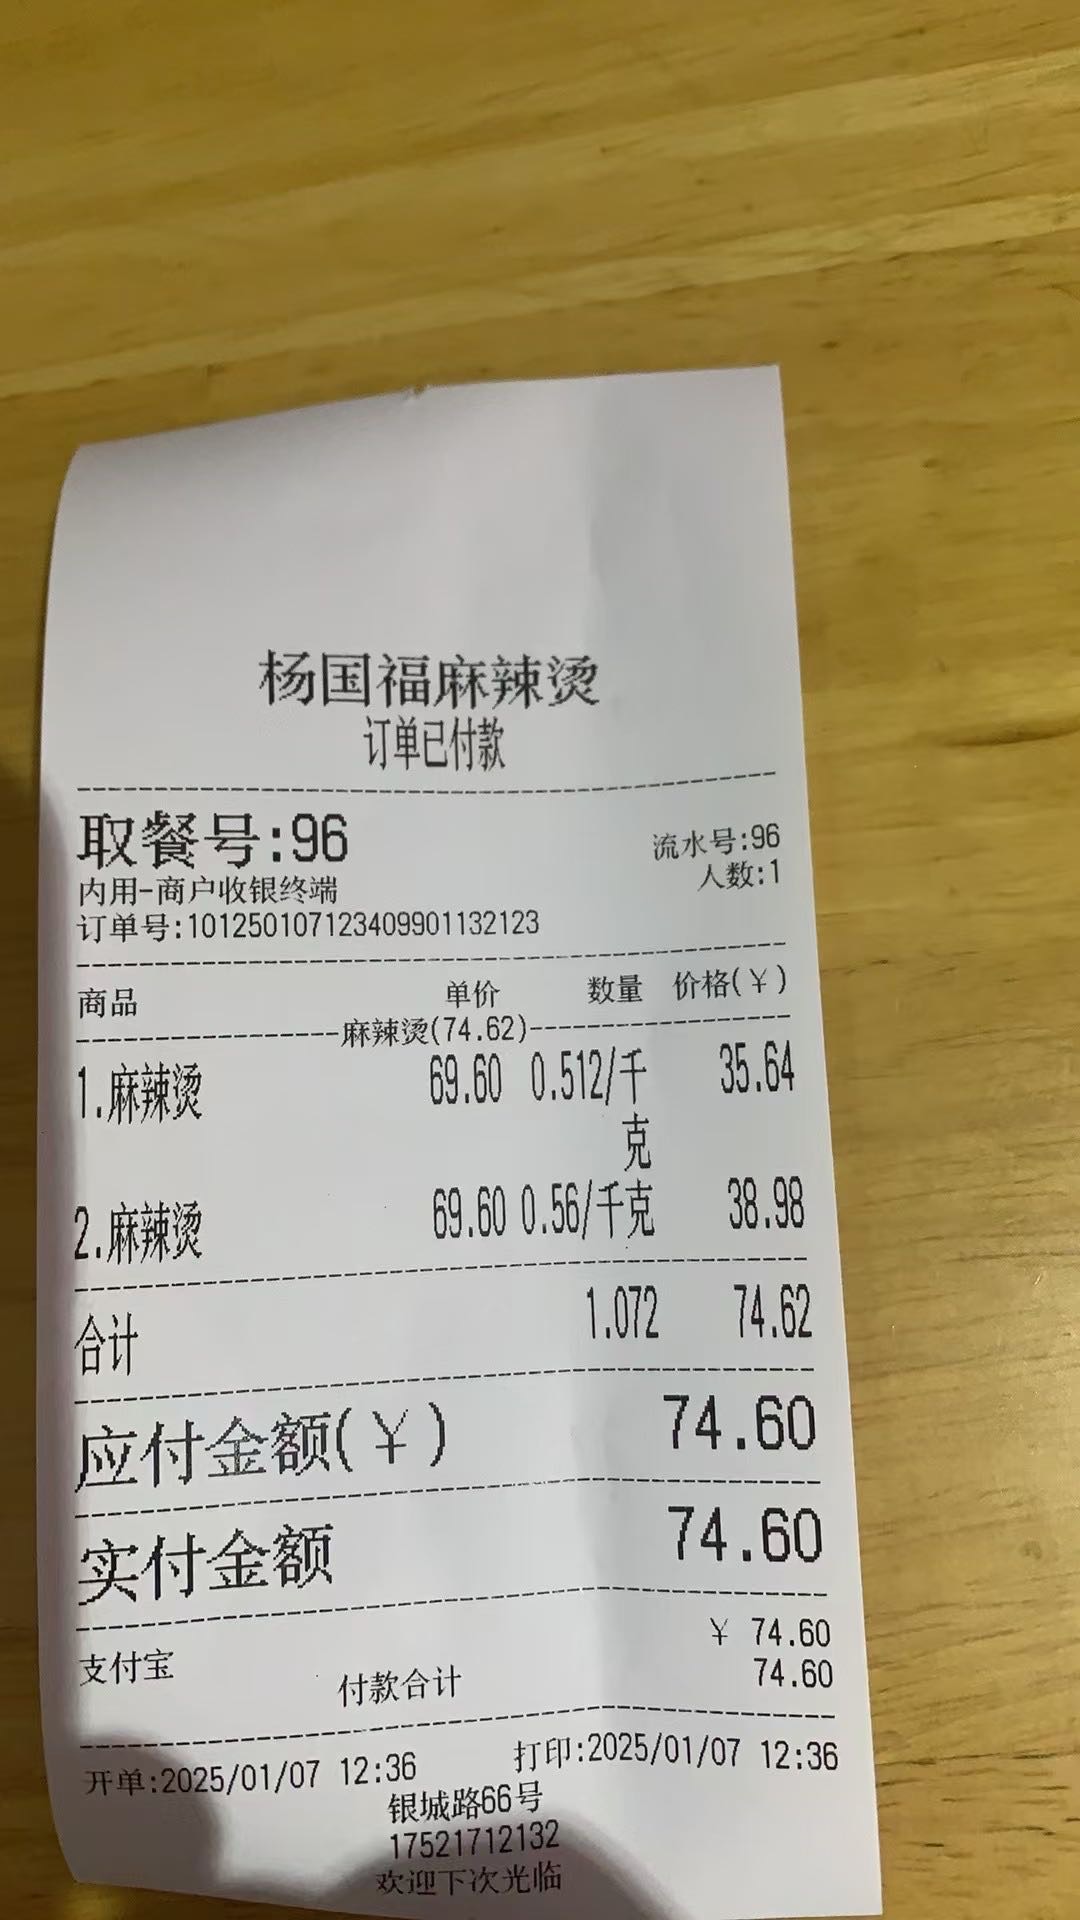 杨国福麻辣烫
订单已付款
取餐号:96 流水号:96
内用-商户收银终端 人数:1
订单号:101250107123409901132123
商品 单价 数量 价格(¥)
麻辣烫(74.62)
1.麻辣烫 69.60 0.512/千克 35.64
2.麻辣烫 69.60 0.56/千克 38.98
合计 1.072 74.62
应付金额(¥) 74.60
实付金额 74.60
支付宝 ¥ 74.60
付款合计 74.60
开单:2025/01/07 12:36 打印:2025/01/07 12:36
银城路66号
17521712132
欢迎下次光临